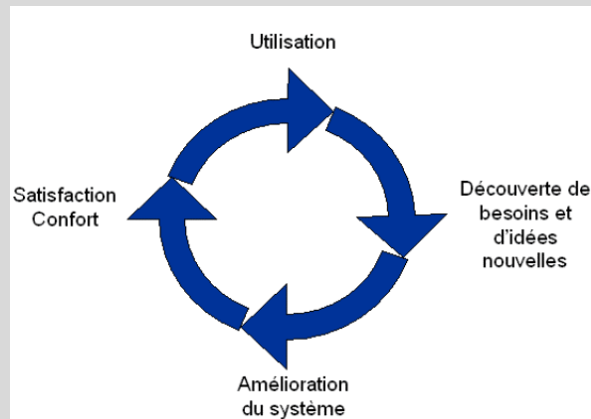 Utilisation
Découverte de
besoins et
d'idées
nouvelles
Amélioration
du système
Satisfaction
Confort